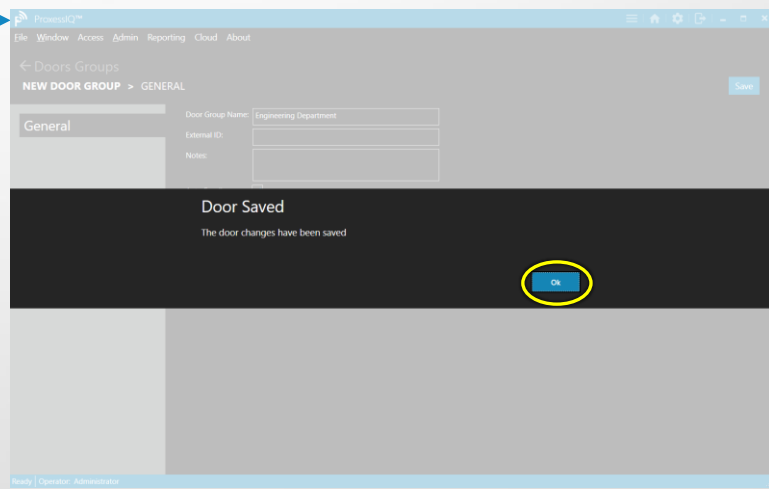 ProxessIQ™
File Window Access Admin Reporting Cloud About
Doors Groups
NEW DOOR GROUP > GENERAL
Save
General
Door Group Name: Engineering Department
External ID:
Notes:
Door Saved
The door changes have been saved
Ok
Ready Operator: Administrator